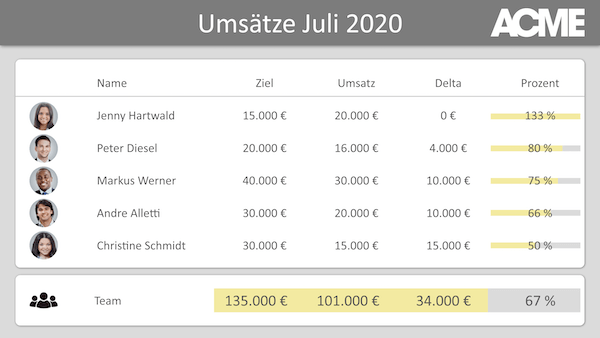 Umsätze Juli 2020 ACME
Name Ziel Umsatz Delta Prozent
Jenny Hartwald 15.000 € 20.000 € 0 € 133 %
Peter Diesel 20.000 € 16.000 € 4.000 € 80 %
Markus Werner 40.000 € 30.000 € 10.000 € 75 %
Andre Alletti 30.000 € 20.000 € 10.000 € 66 %
Christine Schmidt 30.000 € 15.000 € 15.000 € 50 %
Team 135.000 € 101.000 € 34.000 € 67 %